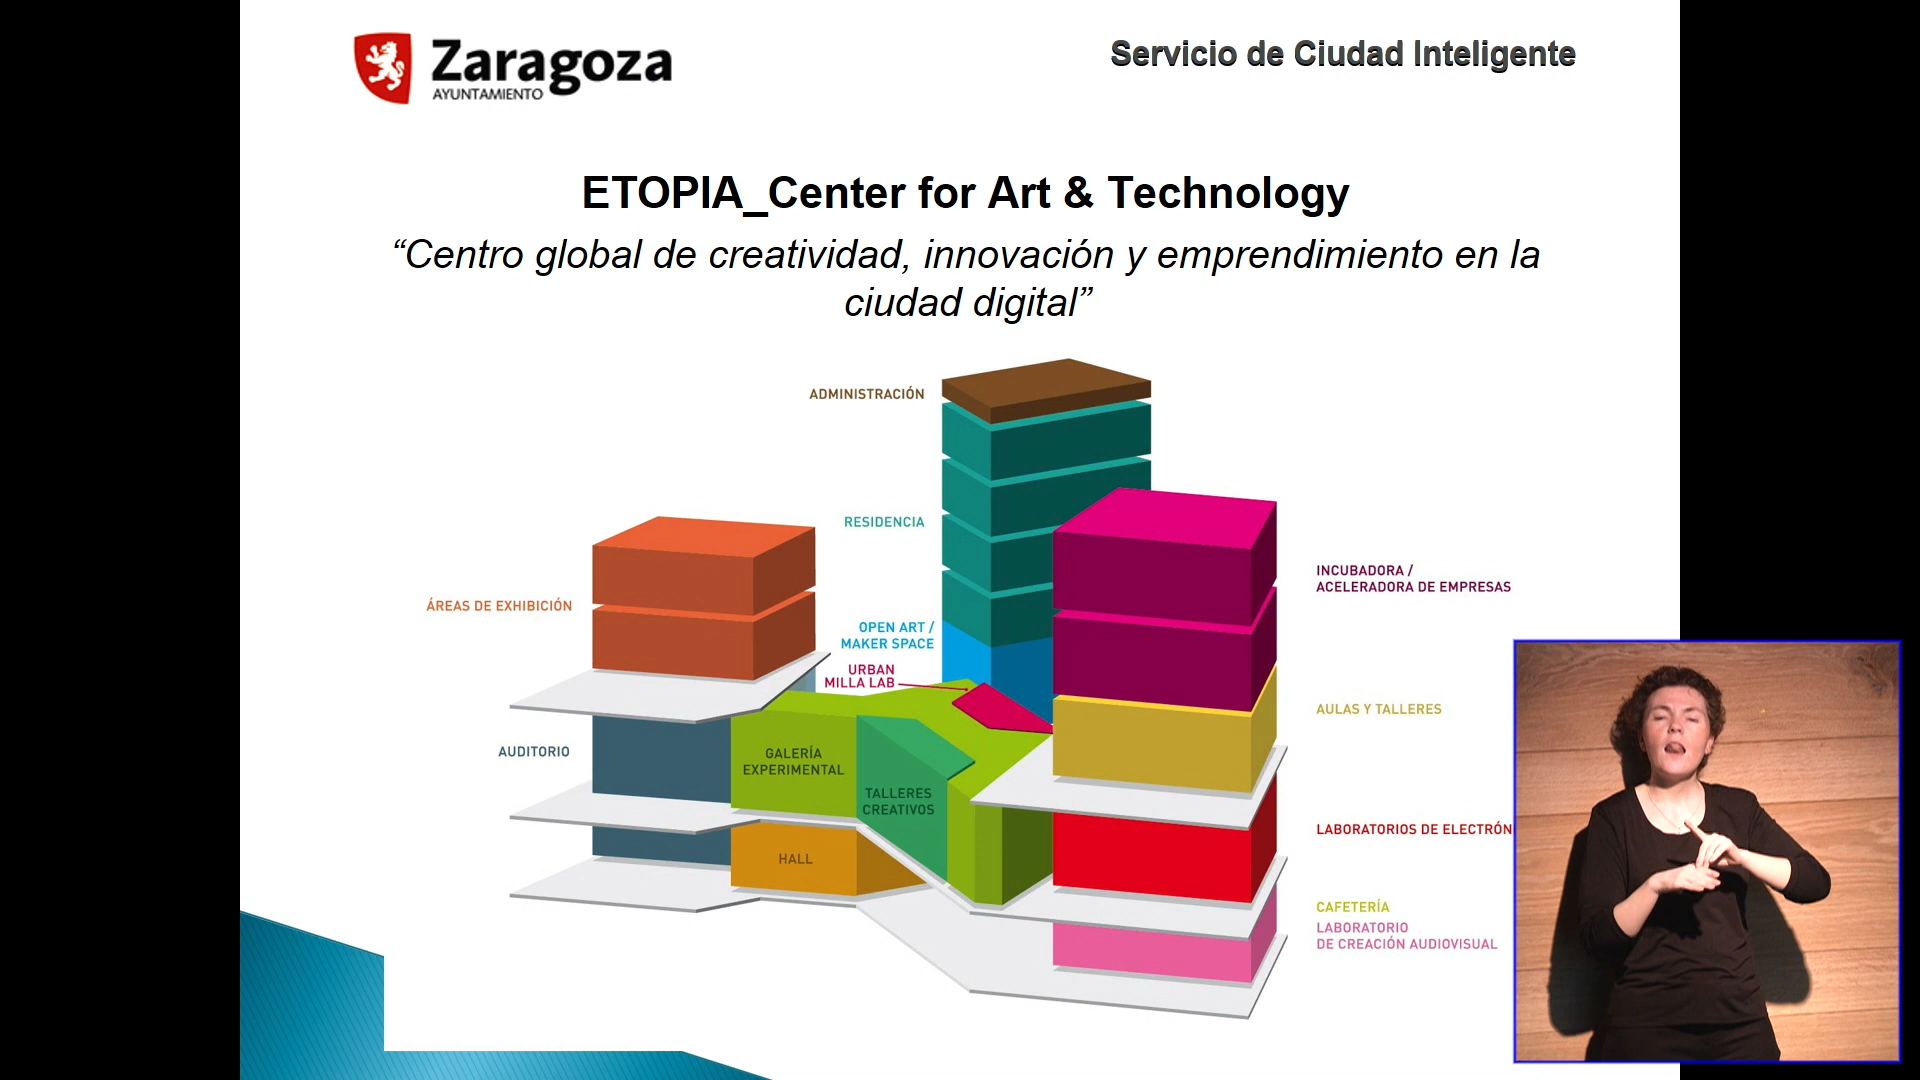 Zaragoza
AYUNTAMIENTO
Servicio de Ciudad Inteligente
ETOPIA_Center for Art & Technology
“Centro global de creatividad, innovación y emprendimiento en la
ciudad digital”
ADMINISTRACIÓN
RESIDENCIA
INCUBADORA /
ACELERADORA DE EMPRESAS
ÁREAS DE EXHIBICIÓN
OPEN ART /
MAKER SPACE
URBAN
MILLA LAB
AULAS Y TALLERES
AUDITORIO
GALERÍA
EXPERIMENTAL
TALLERES
CREATIVOS
LABORATORIOS DE ELECTRÓN
HALL
CAFETERÍA
LABORATORIO
DE CREACIÓN AUDIOVISUAL